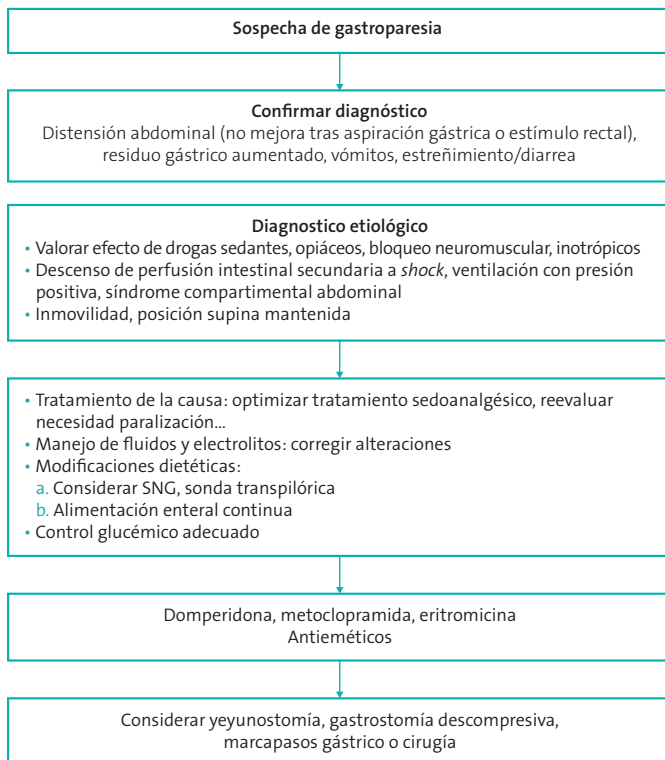 Sospecha de gastroparesia
Confirmar diagnóstico
Distensión abdominal (no mejora tras aspiración gástrica o estímulo rectal),
residuo gástrico aumentado, vómitos, estreñimiento/diarrea
Diagnostico etiológico
• Valorar efecto de drogas sedantes, opiáceos, bloqueo neuromuscular, inotrópicos
• Descenso de perfusión intestinal secundaria a shock, ventilación con presión
positiva, síndrome compartimental abdominal
• Inmovilidad, posición supina mantenida
• Tratamiento de la causa: optimizar tratamiento sedoanalgésico, reevaluar
necesidad paralización...
• Manejo de fluidos y electrolitos: corregir alteraciones
• Modificaciones dietéticas:
a. Considerar SNG, sonda transpilórica
b. Alimentación enteral continua
• Control glucémico adecuado
Domperidona, metoclopramida, eritromicina
Antieméticos
Considerar yeyunostomía, gastrostomía descompresiva,
marcapasos gástrico o cirugía